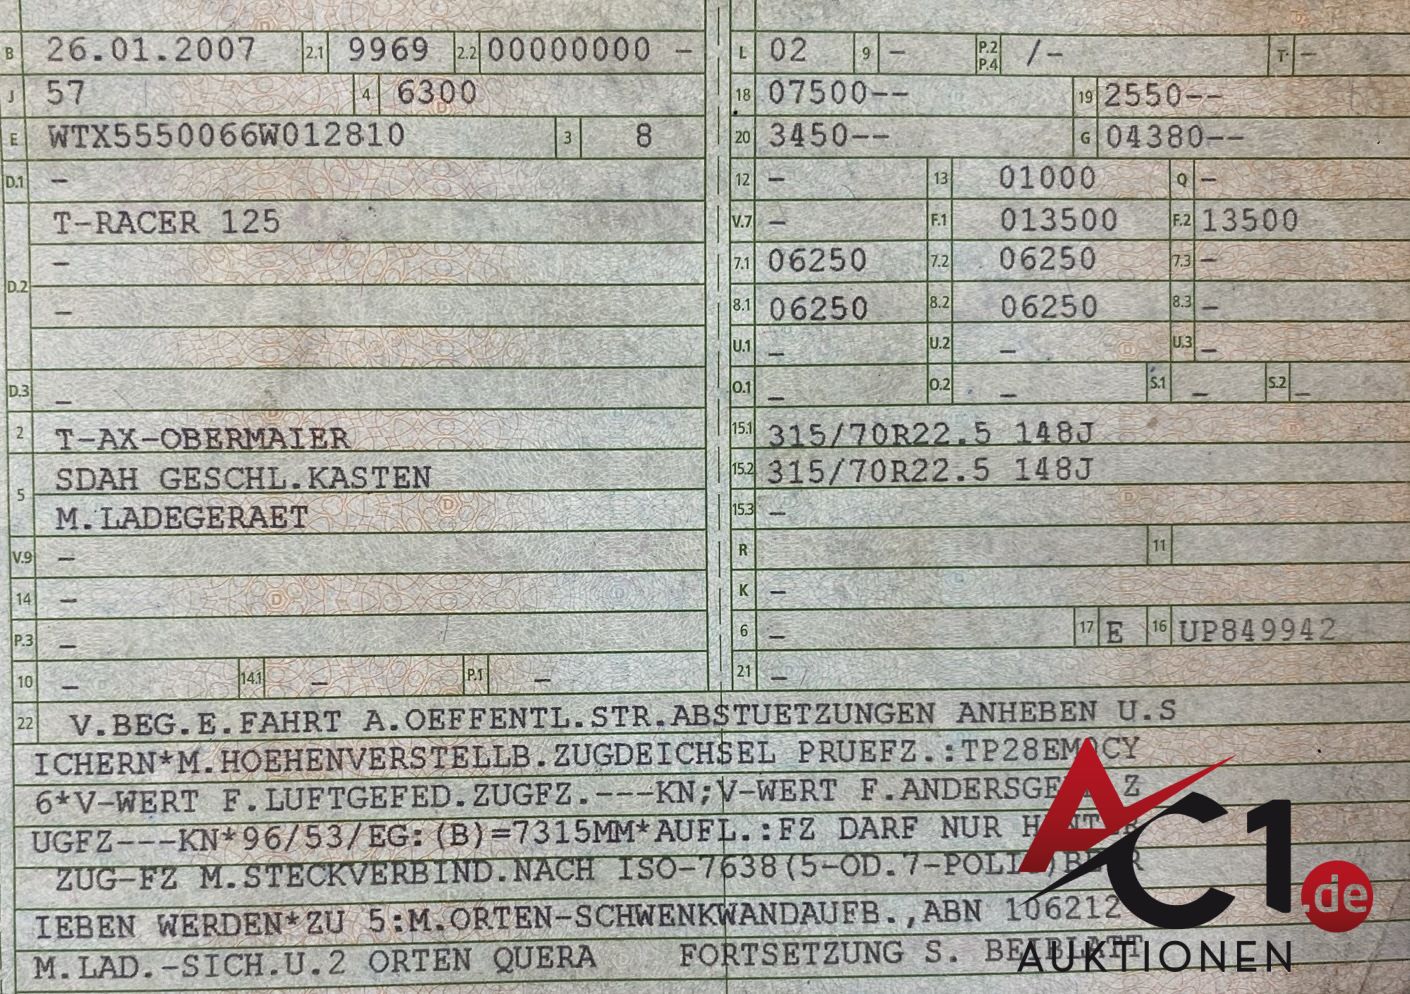 B 26.01.2007 2.1 9969 2.2 00000000 -
J 57 4 6300
E WTX5550066W012810 3 8
D.1 -
T-RACER 125
D.2 -
-
D.3 -
2 T-AX-OBERMAIER
5 SDAH GESCHL.KASTEN
M.LADEGERAET
V.9 -
14 -
P.3 -
10 - 14.1 - P.1 -
L 02 9 - P.2 P.4 /- T -
18 07500-- 19 2550--
20 3450-- G 04380--
12 - 13 01000 Q -
V.7 - F.1 013500 F.2 13500
7.1 06250 7.2 06250 7.3 -
8.1 06250 8.2 06250 8.3 -
U.1 - U.2 - U.3 -
O.1 - O.2 - S.1 - S.2 -
15.1 315/70R22.5 148J
15.2 315/70R22.5 148J
15.3 -
R 11
K -
6 - 17 E 16 UP849942
21 -
22 V.BEG.E.FAHRT A.OEFFENTL.STR.ABSTUETZUNGEN ANHEBEN U.S
ICHERN*M.HOEHENVERSTELLB.ZUGDEICHSEL PRUEFZ.:
6*V-WERT F.LUFTGEFED.ZUGFZ.---KN;V-WERT Z
UGFZ---KN*96/53/EG:(B)=7315MM*AUFL.:FZ DARF NUR
ZUG-FZ M.STECKVERBIND.NACH ISO-7638
IEBEN WERDEN*ZU 5:M.ORTEN-SCHWENKWANDAUFB.,ABN 106212
M.LAD.-SICH.U.2 ORTEN QUERA FORTSETZUNG S. BEIBLATT
AC1.de
AUKTIONEN